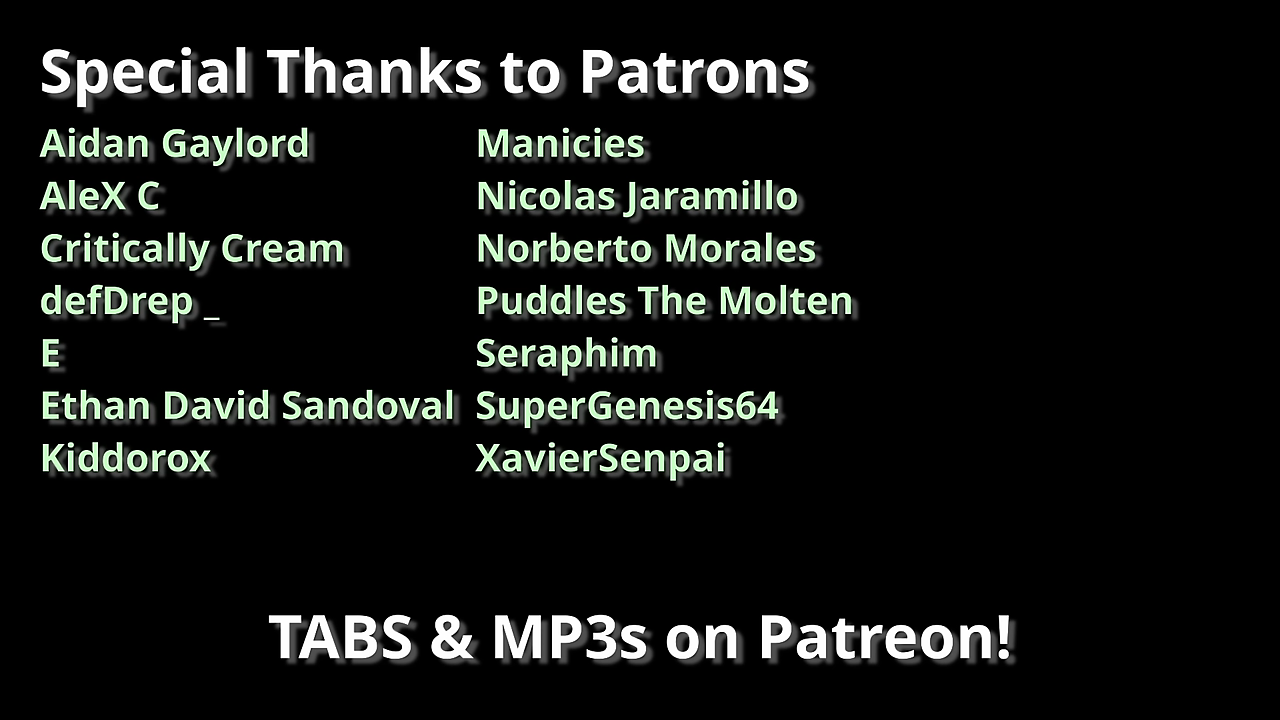 Special Thanks to Patrons
Aidan Gaylord
AleX C
Critically Cream
defDrep _
E
Ethan David Sandoval
Kiddorox
Manicies
Nicolas Jaramillo
Norberto Morales
Puddles The Molten
Seraphim
SuperGenesis64
XavierSenpai
TABS & MP3s on Patreon!